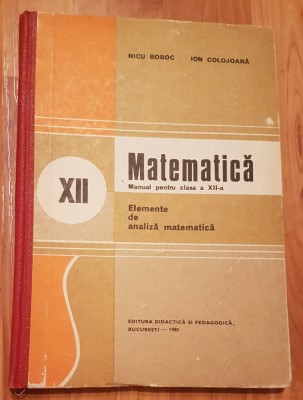 NICU BOBOC ION COLOJOARĂ
XII
Matematică
Manual pentru clasa a XII-a
Elemente
de
analiză matematică
EDITURA DIDACTICĂ ȘI PEDAGOGICĂ,
BUCUREȘTI — 1981